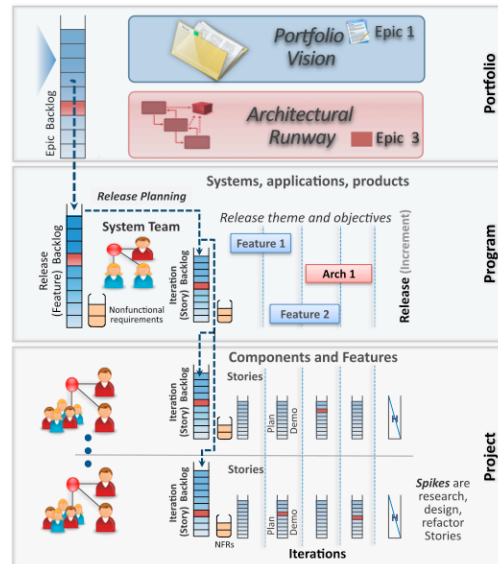 Portfolio
Vision
Epic 1
Architectural
Runway
Epic 3
Epic Backlog
Portfolio
Systems, applications, products
Release Planning
Release theme and objectives
System Team
Release
(Feature) Backlog
Nonfunctional
requirements
Iteration
(Story) Backlog
Feature 1
Arch 1
Feature 2
Release (Increment)
Program
Components and Features
Iteration
(Story) Backlog
Stories
Plan
Demo
H
Iteration
(Story) Backlog
NFRs
Stories
Plan
Demo
H
Iterations
Spikes are
research,
design,
refactor
Stories
Project